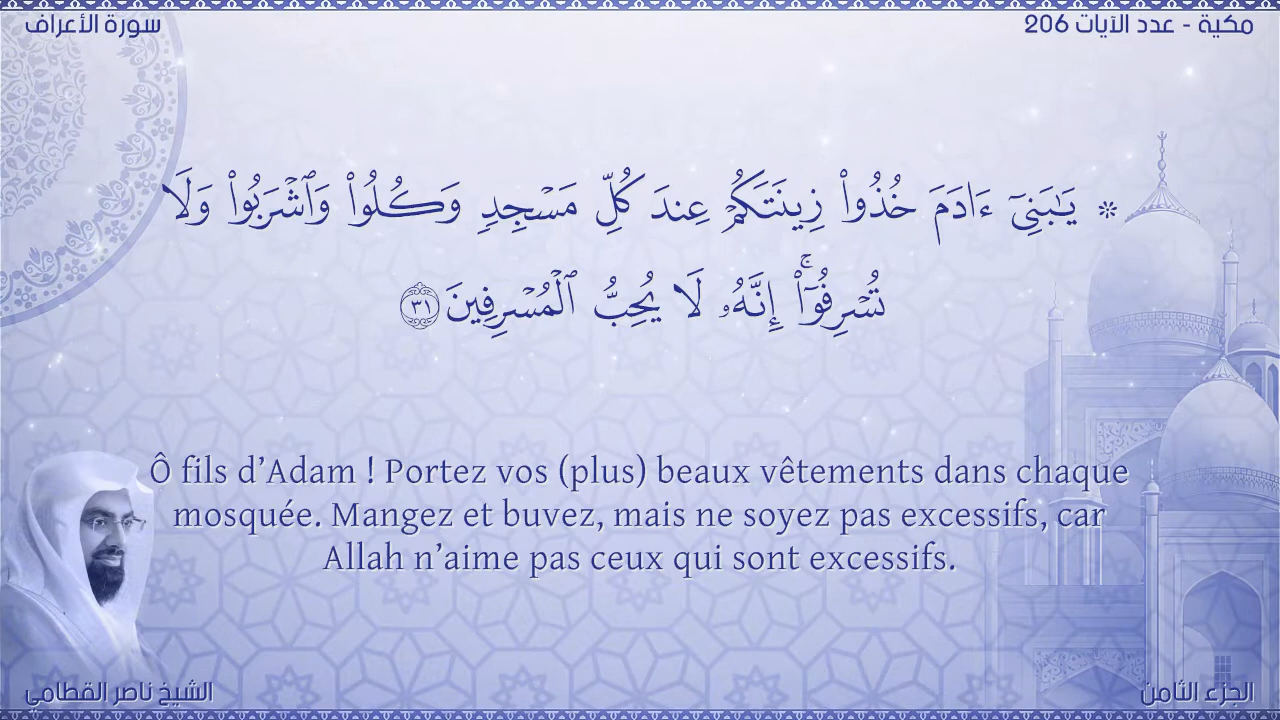 سورة الأعراف
مكية - عدد الآيات 206
* يَـٰبَنِىٓ ءَادَمَ خُذُوا۟ زِينَتَكُمْ عِندَ كُلِّ مَسْجِدٍ وَكُلُوا۟ وَٱشْرَبُوا۟ وَلَا
تُسْرِفُوٓا۟ ۚ إِنَّهُۥ لَا يُحِبُّ ٱلْمُسْرِفِينَ ٣١
Ô fils d’Adam ! Portez vos (plus) beaux vêtements dans chaque
mosquée. Mangez et buvez, mais ne soyez pas excessifs, car
Allah n’aime pas ceux qui sont excessifs.
الشيخ ناصر القطامي
الجزء الثامن